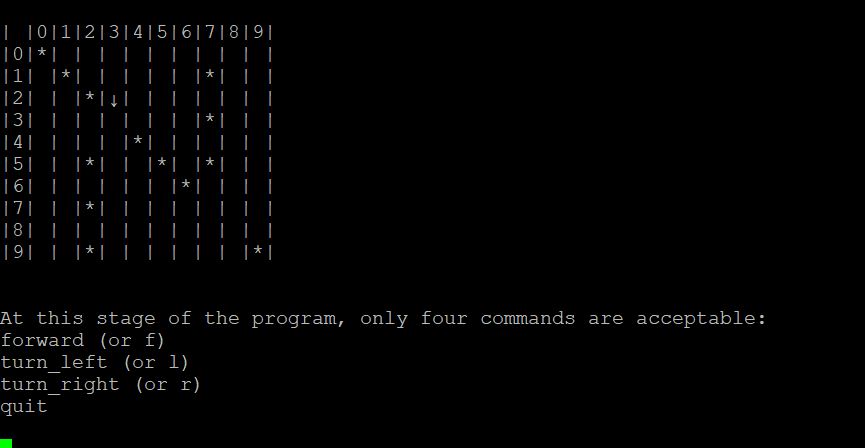 | |0|1|2|3|4|5|6|7|8|9|
|0|*| | | | | | | | | |
|1| |*| | | | | |*| | |
|2| | |*|↓| | | | | | |
|3| | | | | | | |*| | |
|4| | | | |*| | | | | |
|5| | |*| | |*| |*| | |
|6| | | | | | |*| | | |
|7| | |*| | | | | | | |
|8| | | | | | | | | | |
|9| | |*| | | | | | |*|
At this stage of the program, only four commands are acceptable:
forward (or f)
turn_left (or l)
turn_right (or r)
quit